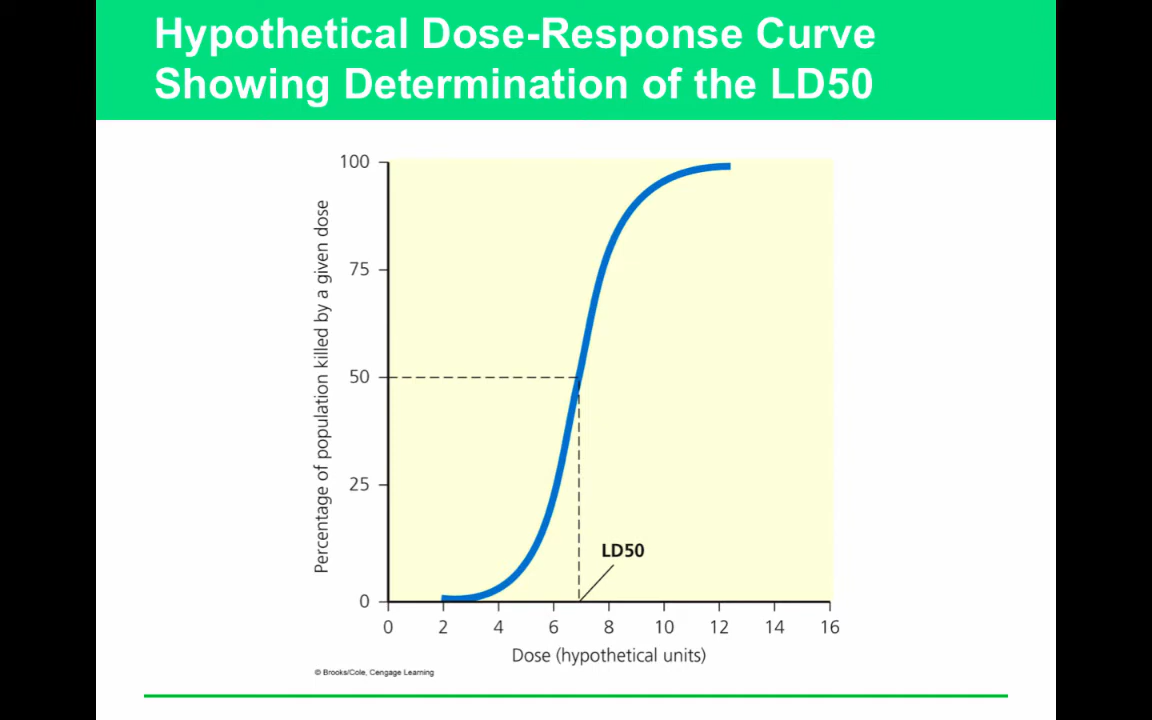 Hypothetical Dose-Response Curve
Showing Determination of the LD50
Percentage of population killed by a given dose
100
75
50
25
0
LD50
0 2 4 6 8 10 12 14 16
Dose (hypothetical units)
© Brooks/Cole, Cengage Learning